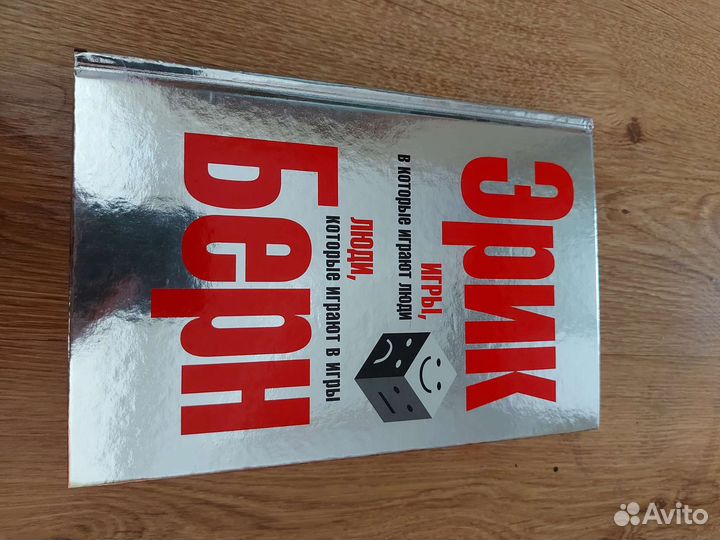 Эрик
ИГРЫ,
В КОТОРЫЕ ИГРАЮТ ЛЮДИ
ЛЮДИ,
КОТОРЫЕ ИГРАЮТ В ИГРЫ
Берн
Avito